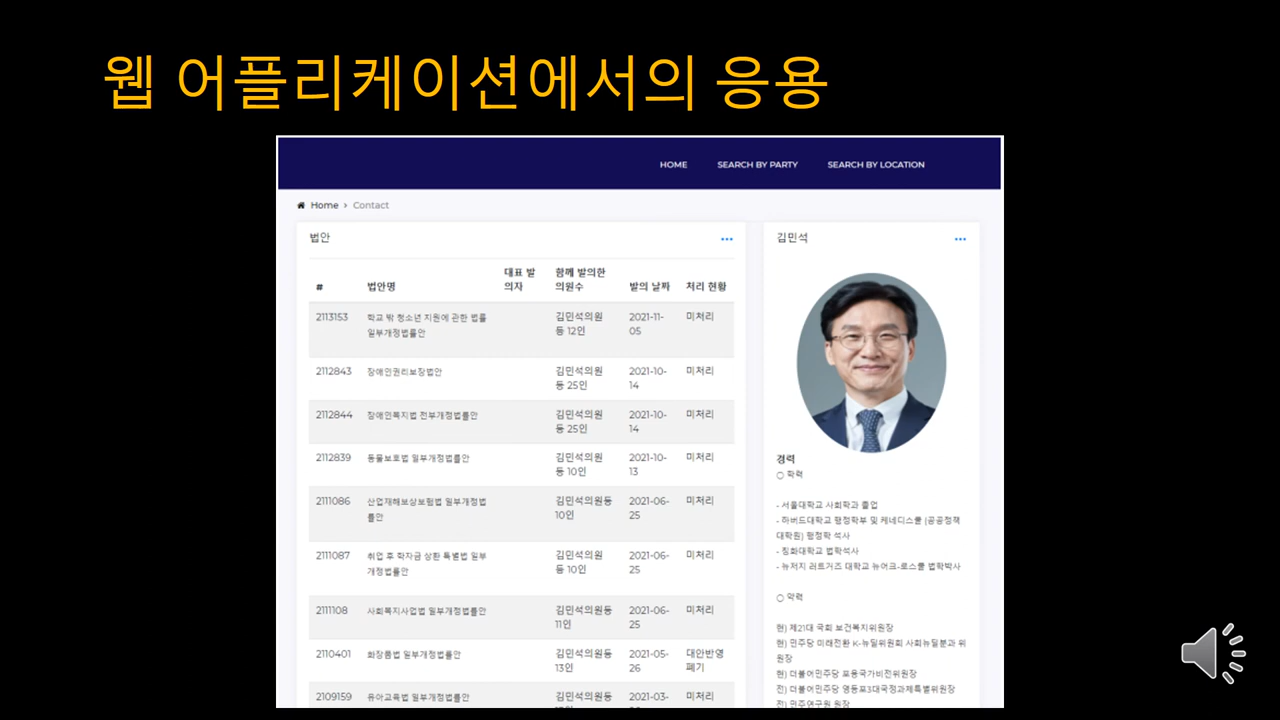 웹 어플리케이션에서의 응용
HOME SEARCH BY PARTY SEARCH BY LOCATION
Home > Contact
법안
# 법안명 대표 발의자 함께 발의한 의원수 발의 날짜 처리 현황
2113153 학교 밖 청소년 지원에 관한 법률 일부개정법률안 김민석의원 등 12인 2021-11-05 미처리
2112843 장애인권리보장법안 김민석의원 등 25인 2021-10-14 미처리
2112844 장애인복지법 전부개정법률안 김민석의원 등 25인 2021-10-14 미처리
2112839 동물보호법 일부개정법률안 김민석의원 등 10인 2021-10-13 미처리
2111086 산업재해보상보험법 일부개정법률안 김민석의원등 10인 2021-06-25 미처리
2111087 취업 후 학자금 상환 특별법 일부개정법률안 김민석의원 등 10인 2021-06-25 미처리
2111108 사회복지사업법 일부개정법률안 김민석의원등 11인 2021-06-25 미처리
2110401 화장품법 일부개정법률안 김민석의원등 13인 2021-05-26 대안반영폐기
2109159 유아교육법 일부개정법률안 김민석의원등 2021-03- 미처리
김민석
경력
○ 학력
- 서울대학교 사회학과 졸업
- 하버드대학교 행정학부 및 케네디스쿨 (공공정책
대학원) 행정학 석사
- 칭화대학교 법학석사
- 뉴저지 러트거즈 대학교 뉴어크-로스쿨 법학박사
○ 약력
현) 제21대 국회 보건복지위원장
현) 민주당 미래전환 K-뉴딜위원회 사회뉴딜분과 위
원장
현) 더불어민주당 포용국가비전위원장
전) 더불어민주당 영등포3대국정과제특별위원장
전) 민주연구원 원장